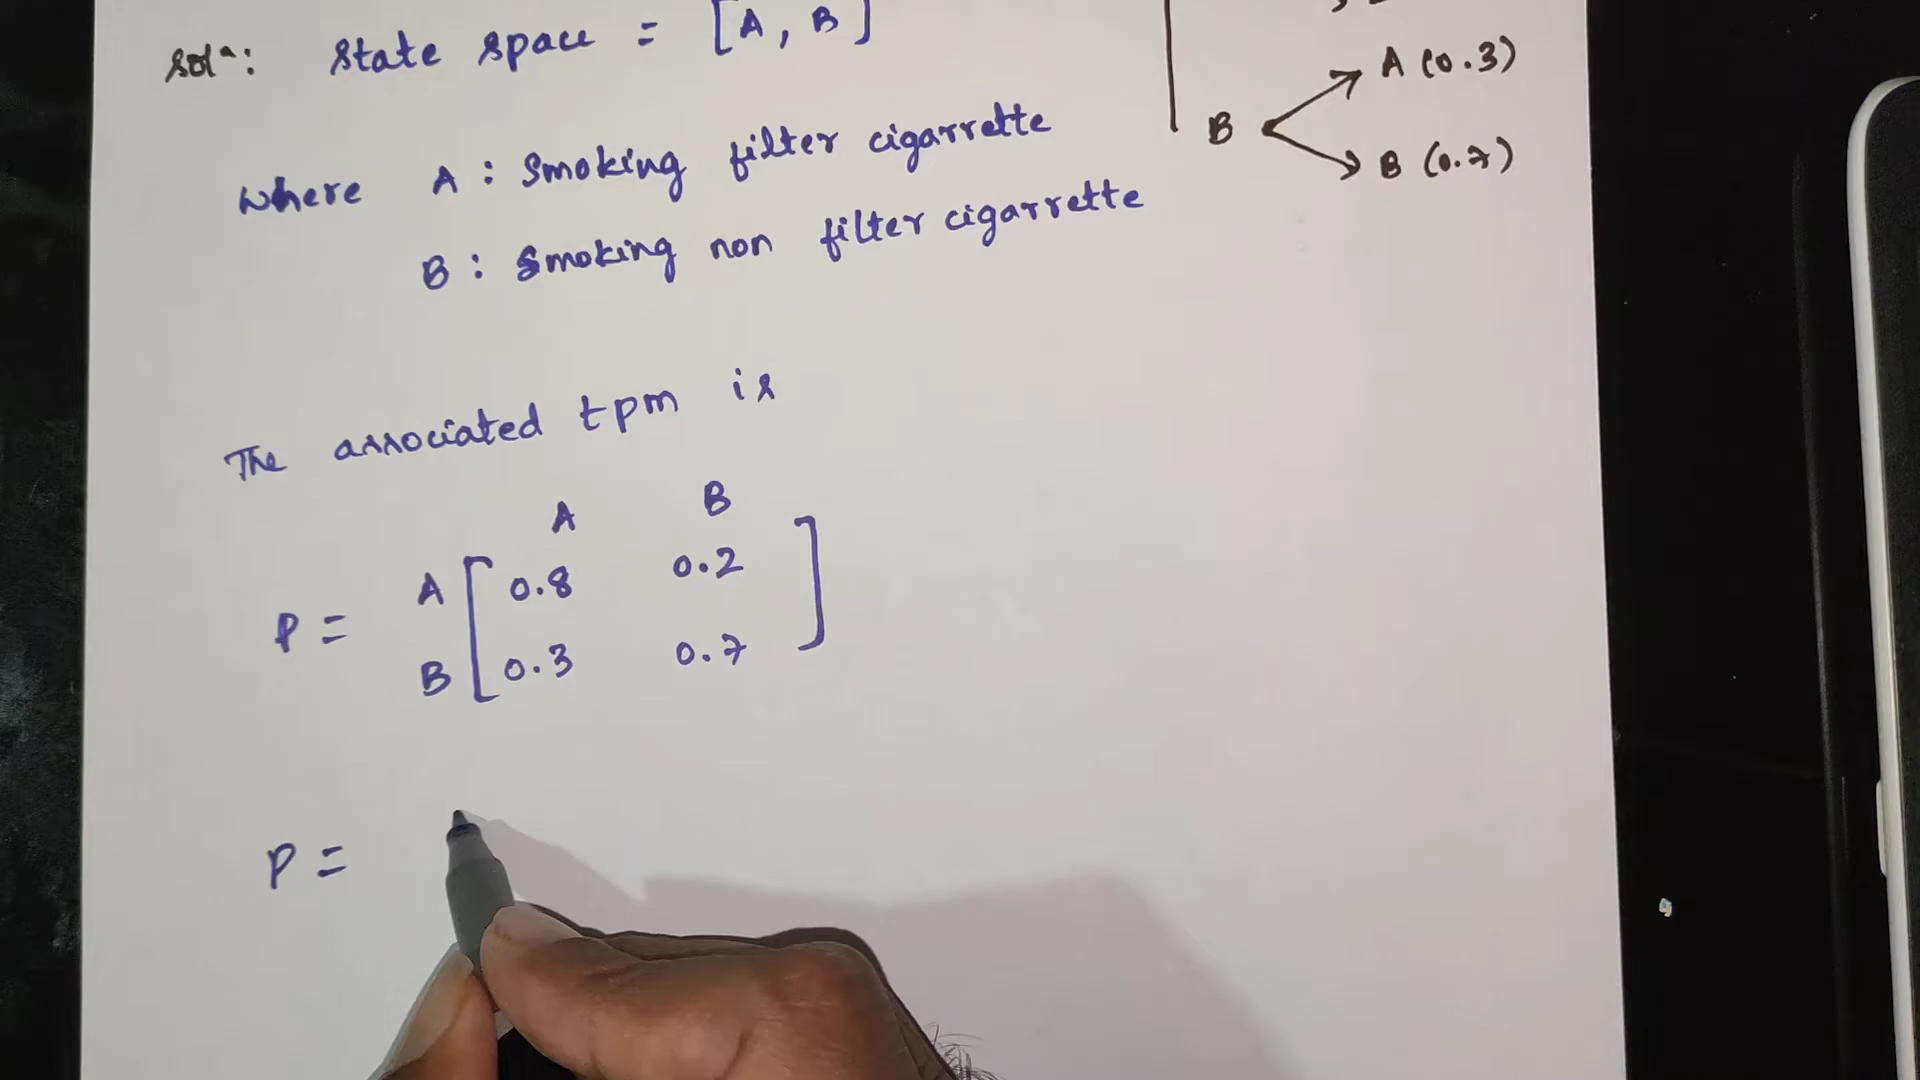 soln: state space = [A, B]
where A : Smoking filter cigarrette
B : Smoking non filter cigarrette
B A (0.3)
B (0.7)
The associated tpm is
A B
A 0.8 0.2
P =
B 0.3 0.7
P =